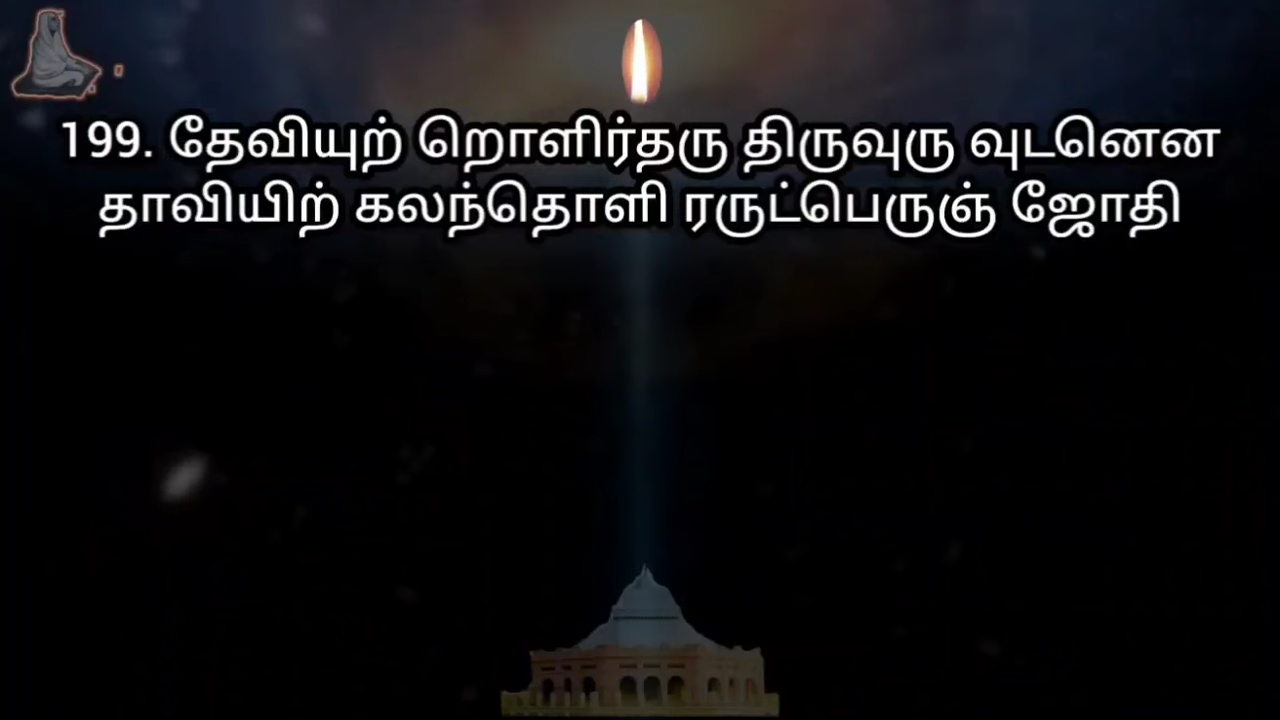 199. தேவியுற் றொளிர்தரு திருவுரு வுடனென
தாவியிற் கலந்தொளி ரருட்பெருஞ் ஜோதி